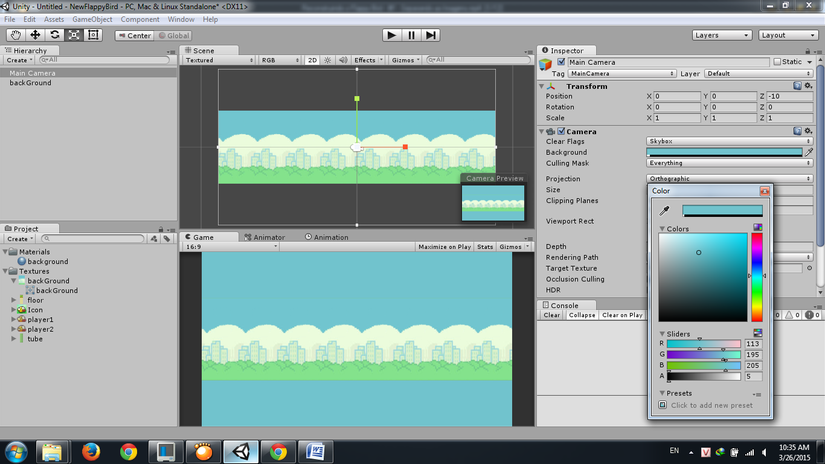 Unity - Untitled - NewFlappyBird - PC, Mac & Linux Standalone* <DX11>
File Edit Assets GameObject Component Window Help
Center Global Layers Layout
Hierarchy
Create All
Main Camera
backGround
Scene
Textured RGB 2D Effects Gizmos All
Camera Preview
Inspector
Main Camera Static
Tag MainCamera Layer Default
Transform
Position X 0 Y 0 Z -10
Rotation X 0 Y 0 Z 0
Scale X 1 Y 1 Z 1
Camera
Clear Flags Skybox
Background
Culling Mask Everything
Projection Orthographic
Size
Clipping Planes
Viewport Rect
Depth
Rendering Path
Target Texture
Occlusion Culling
HDR
Color
Colors
Sliders
R 113
G 195
B 205
A 5
Presets
Click to add new preset
Console
Clear Collapse Clear on Play
0 0 0
Project
Create
Materials
background
Textures
backGround
backGround
floor
Icon
player1
player2
tube
Game Animator Animation
16:9 Maximize on Play Stats Gizmos
EN
10:35 AM
3/26/2015